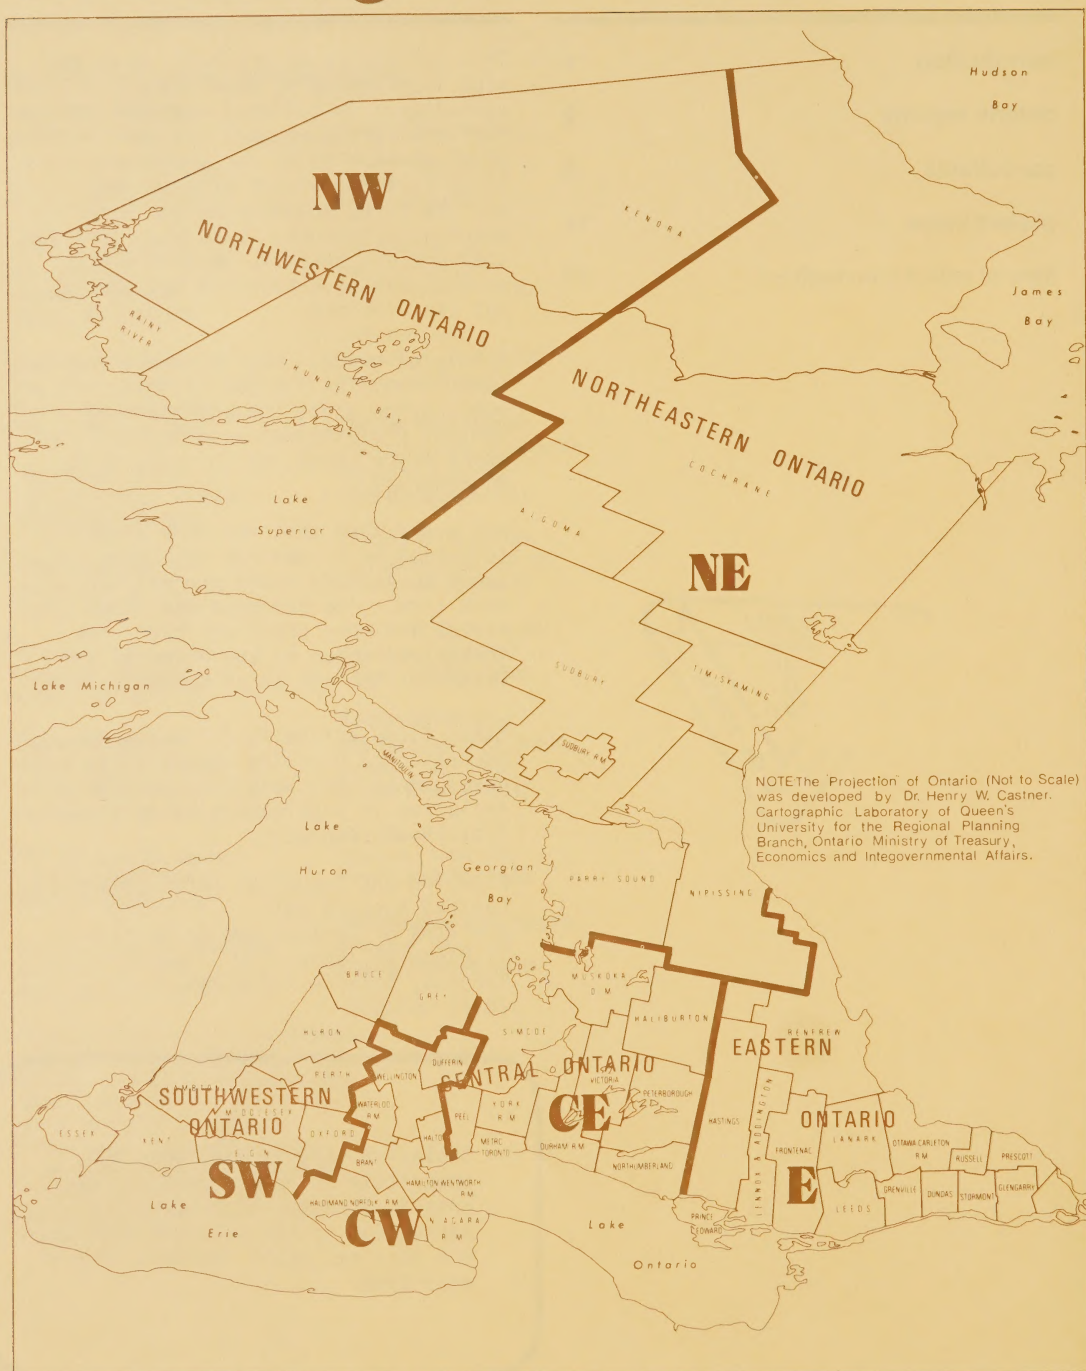 Hudson
Bay
NW
KENORA
NORTHWESTERN ONTARIO
James
Bay
RAINY
RIVER
THUNDER BAY
NORTHEASTERN ONTARIO
COCHRANE
Lake
Superior
ALGOMA
NE
Lake Michigan
SUDBURY
TIMISKAMING
SUDBURY R.M.
MANITOULIN
NOTE:The 'Projection' of Ontario (Not to Scale)
was developed by Dr. Henry W. Castner.
Cartographic Laboratory of Queen's
University for the Regional Planning
Branch, Ontario Ministry of Treasury,
Economics and Integovernmental Affairs.
Lake
Huron
Georgian
Bay
PARRY SOUND
NIPISSING
BRUCE
GREY
MUSKOKA
D.M.
SIMCOE
HALIBURTON
HURON
RENFREW
EASTERN
ONTARIO
DUFFERIN
CENTRAL ONTARIO
PERTH
WELLINGTON
VICTORIA
PETERBOROUGH
LAMBTON
SOUTHWESTERN
ONTARIO
MIDDLESEX
WATERLOO
R.M.
PEEL
YORK
R.M.
CE
HASTINGS
LENNOX & ADDINGTON
FRONTENAC
LANARK
OTTAWA-CARLETON
R.M.
RUSSELL
PRESCOTT
ESSEX
KENT
OXFORD
ELGIN
HALTON
METRO
TORONTO
DURHAM R.M.
NORTHUMBERLAND
BRANT
HAMILTON WENTWORTH
R.M.
SW
E
LEEDS
GRENVILLE
DUNDAS
STORMONT
GLENGARRY
HALDIMAND NORFOLK R.M.
CW
NIAGARA
R.M.
PRINCE
EDWARD
Lake
Erie
Lake
Ontario